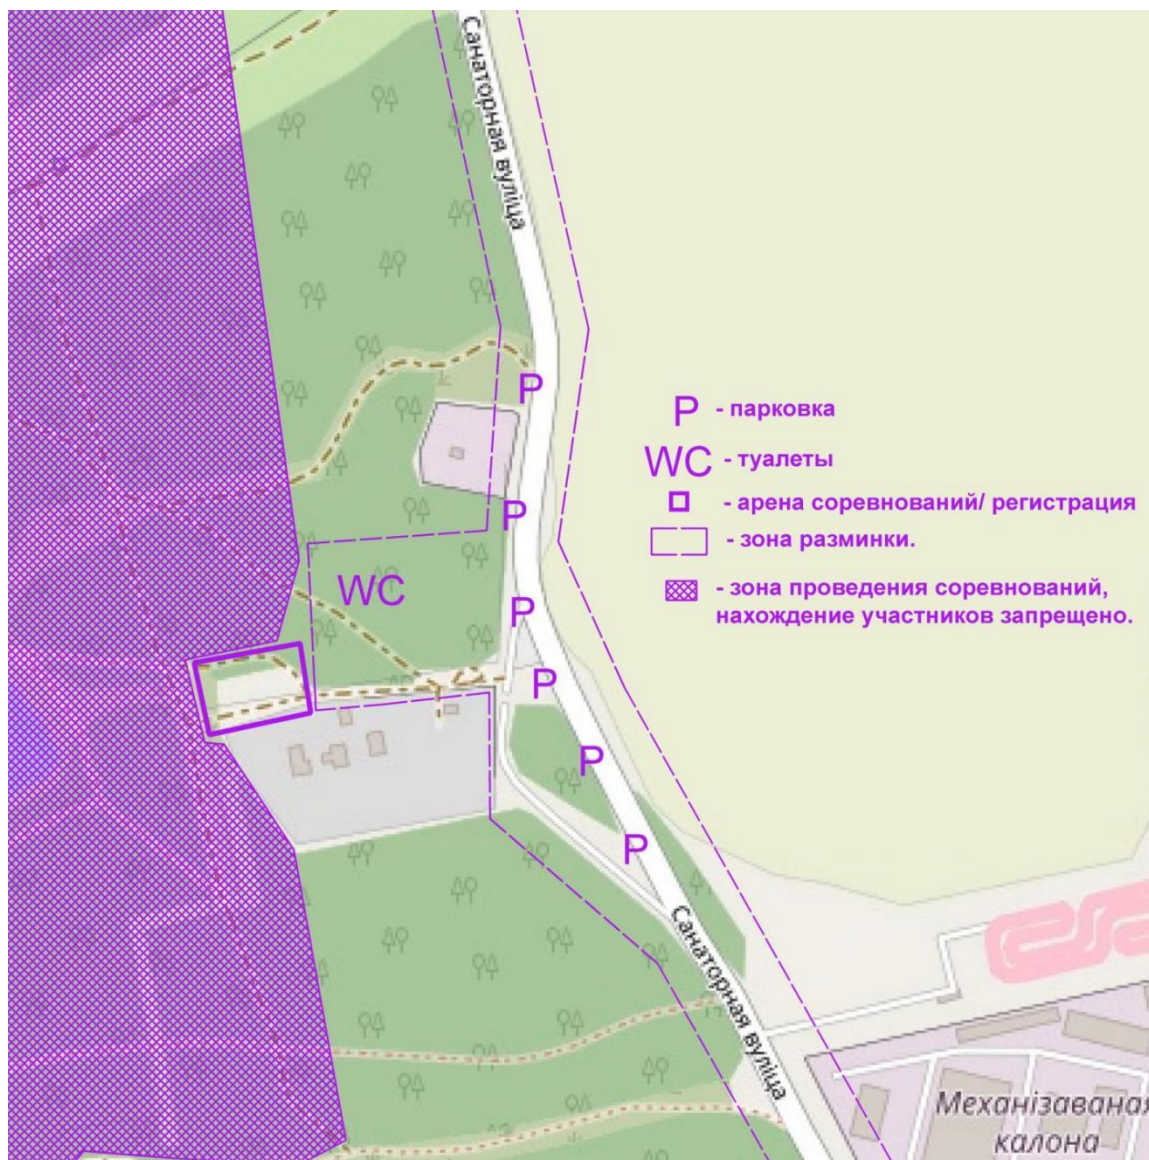 Санаторная вуліца
P
- парковка
WC
- туалеты
- арена соревнований/ регистрация
- зона разминки.
- зона проведения соревнований,
нахождение участников запрещено.
P
P
WC
P
P
P
P
Санаторная вуліца
Механізаваная
калона